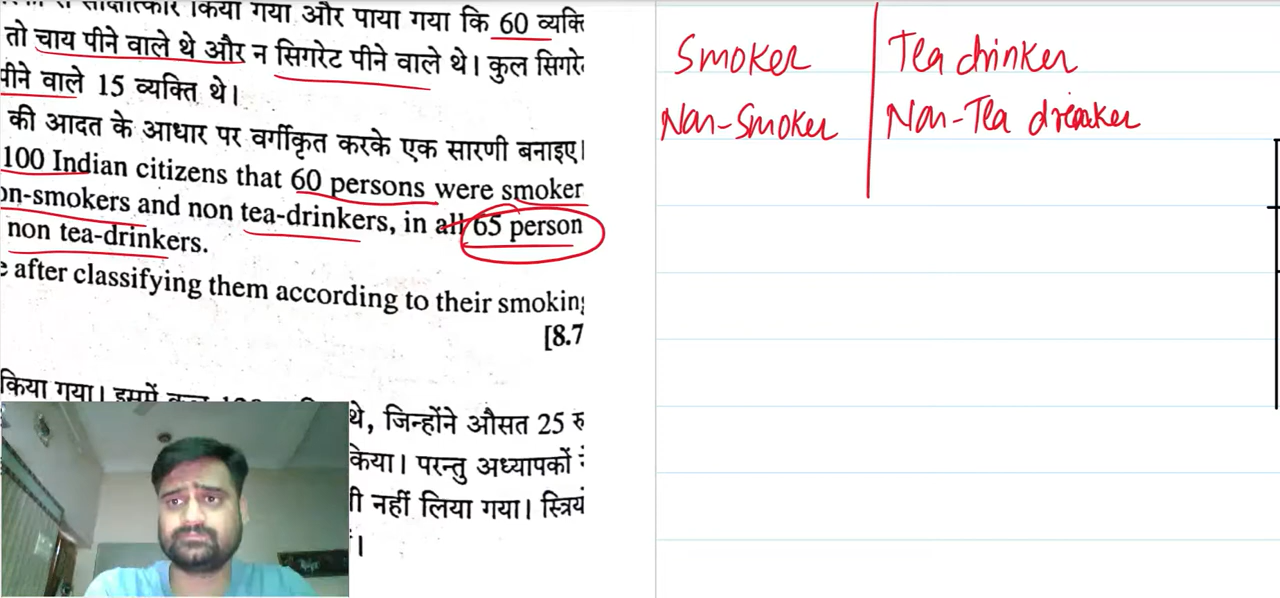 साक्षात्कार किया गया और पाया गया कि 60 व्यक्ति
तो चाय पीने वाले थे और न सिगरेट पीने वाले थे। कुल सिगरेट
पीने वाले 15 व्यक्ति थे।
की आदत के आधार पर वर्गीकृत करके एक सारणी बनाइए।
100 Indian citizens that 60 persons were smoker
on-smokers and non tea-drinkers, in all 65 person
non tea-drinkers.
e after classifying them according to their smoking
[8.7
किया गया। इसमें कुल
थे, जिन्होंने औसत 25 रु
किया। परन्तु अध्यापकों ने
भी नहीं लिया गया। स्त्रियं
Smoker Tea drinker
Non-Smoker Non-Tea drinker